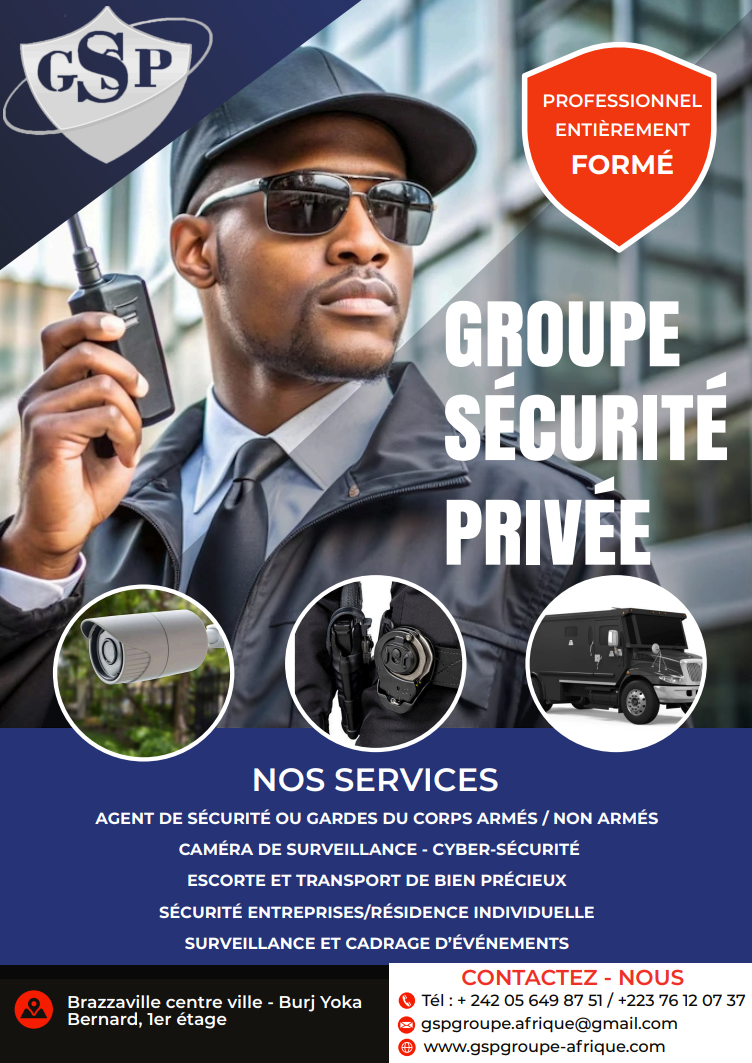 GSP
PROFESSIONNEL
ENTIÈREMENT
FORMÉ
GROUPE
SÉCURITÉ
PRIVÉE
NOS SERVICES
AGENT DE SÉCURITÉ OU GARDES DU CORPS ARMÉS / NON ARMÉS
CAMÉRA DE SURVEILLANCE - CYBER-SÉCURITÉ
ESCORTE ET TRANSPORT DE BIEN PRÉCIEUX
SÉCURITÉ ENTREPRISES/RÉSIDENCE INDIVIDUELLE
SURVEILLANCE ET CADRAGE D'ÉVÉNEMENTS
Brazzaville centre ville - Burj Yoka
Bernard, 1er étage
CONTACTEZ - NOUS
Tél : + 242 05 649 87 51 / +223 76 12 07 37
gspgroupe.afrique@gmail.com
www.gspgroupe-afrique.com